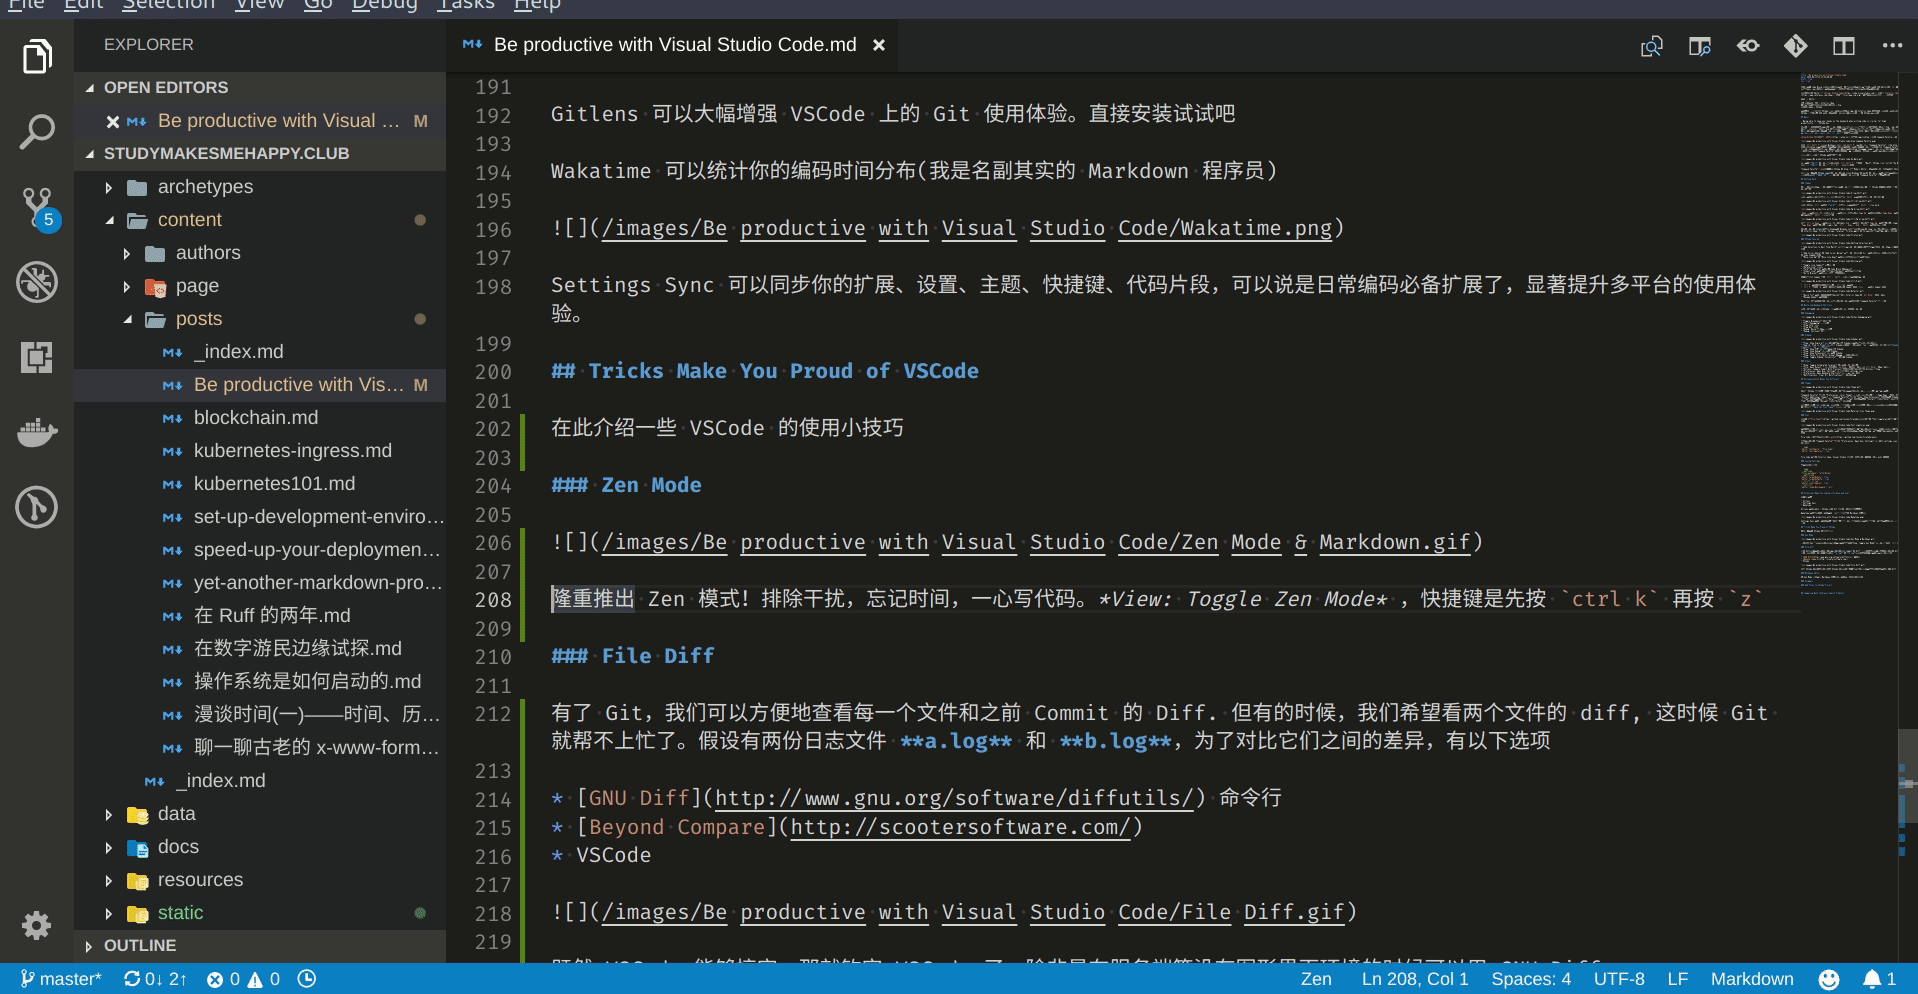 File Edit Selection View Go Debug Tasks Help
EXPLORER
OPEN EDITORS
Be productive with Visual ... M
STUDYMAKESMEHAPPY.CLUB
archetypes
content
authors
page
posts
_index.md
Be productive with Vis... M
blockchain.md
kubernetes-ingress.md
kubernetes101.md
set-up-development-enviro...
speed-up-your-deploymen...
yet-another-markdown-pro...
在 Ruff 的两年.md
在数字游民边缘试探.md
操作系统是如何启动的.md
漫谈时间(一)——时间、历...
聊一聊古老的 x-www-form...
_index.md
data
docs
resources
static
OUTLINE
5
Be productive with Visual Studio Code.md
191
192 Gitlens 可以大幅增强 VSCode 上的 Git 使用体验。直接安装试试吧
193
194 Wakatime 可以统计你的编码时间分布(我是名副其实的 Markdown 程序员)
195
196 ![](/images/Be productive with Visual Studio Code/Wakatime.png)
197
198 Settings Sync 可以同步你的扩展、设置、主题、快捷键、代码片段，可以说是日常编码必备扩展了，显著提升多平台的使用体
验。
199
200 ## Tricks Make You Proud of VSCode
201
202 在此介绍一些 VSCode 的使用小技巧
203
204 ### Zen Mode
205
206 ![](/images/Be productive with Visual Studio Code/Zen Mode & Markdown.gif)
207
208 隆重推出 Zen 模式！排除干扰，忘记时间，一心写代码。*View: Toggle Zen Mode* ，快捷键是先按 `ctrl k` 再按 `z`
209
210 ### File Diff
211
212 有了 Git，我们可以方便地查看每一个文件和之前 Commit 的 Diff. 但有的时候，我们希望看两个文件的 diff, 这时候 Git
就帮不上忙了。假设有两份日志文件 **a.log** 和 **b.log**，为了对比它们之间的差异，有以下选项
213
214 * [GNU Diff](http://www.gnu.org/software/diffutils/) 命令行
215 * [Beyond Compare](http://scootersoftware.com/)
216 * VSCode
217
218 ![](/images/Be productive with Visual Studio Code/File Diff.gif)
219
master* 0↓ 2↑ 0 0 Zen Ln 208, Col 1 Spaces: 4 UTF-8 LF Markdown 1